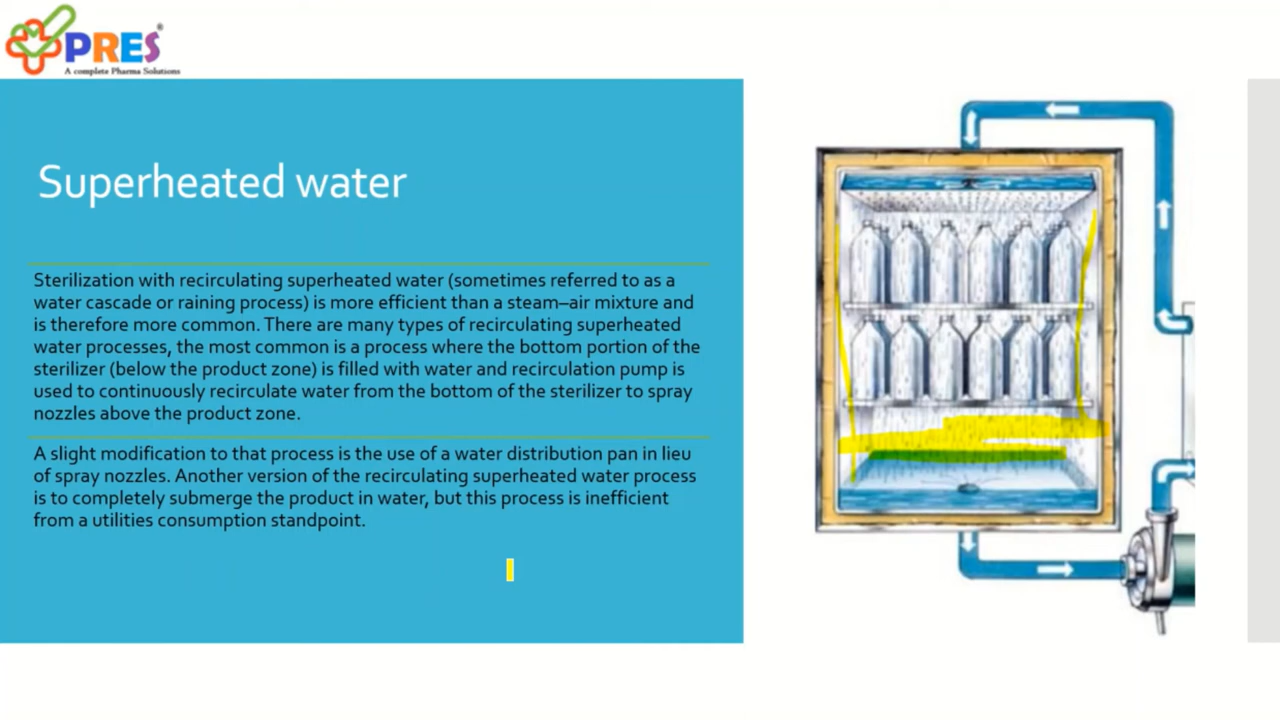 PRES®
A complete Pharma Solutions
Superheated water
Sterilization with recirculating superheated water (sometimes referred to as a
water cascade or raining process) is more efficient than a steam–air mixture and
is therefore more common. There are many types of recirculating superheated
water processes, the most common is a process where the bottom portion of the
sterilizer (below the product zone) is filled with water and recirculation pump is
used to continuously recirculate water from the bottom of the sterilizer to spray
nozzles above the product zone.
A slight modification to that process is the use of a water distribution pan in lieu
of spray nozzles. Another version of the recirculating superheated water process
is to completely submerge the product in water, but this process is inefficient
from a utilities consumption standpoint.